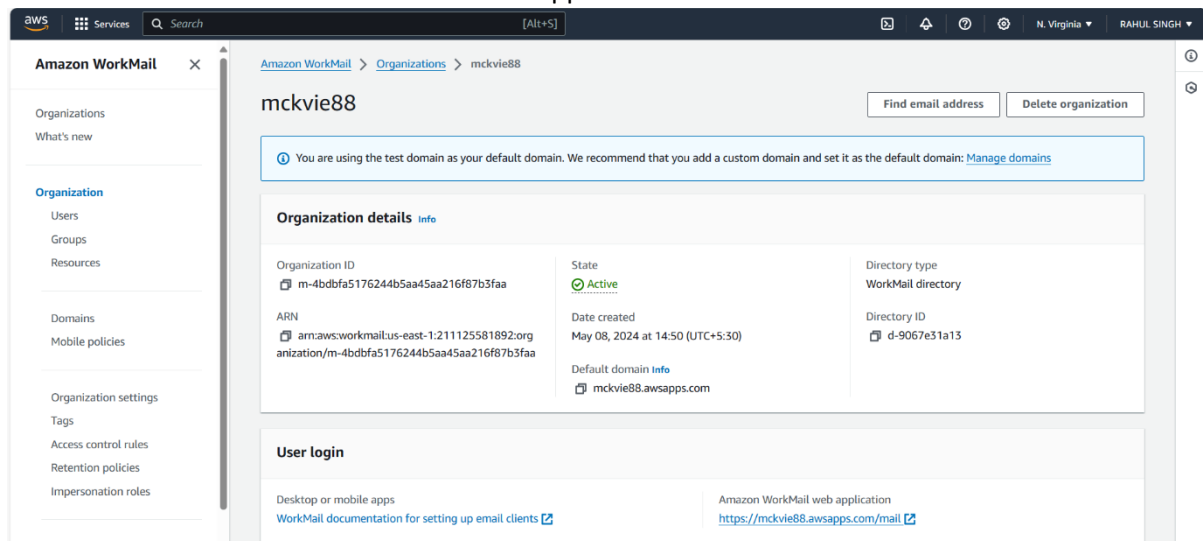 aws
Services
Search
[Alt+S]
N. Virginia
RAHUL SINGH
Amazon WorkMail
Organizations
What's new
Organization
Users
Groups
Resources
Domains
Mobile policies
Organization settings
Tags
Access control rules
Retention policies
Impersonation roles
Amazon WorkMail > Organizations > mckvie88
mckvie88
Find email address
Delete organization
You are using the test domain as your default domain. We recommend that you add a custom domain and set it as the default domain: Manage domains
Organization details Info
Organization ID
m-4bdbfa5176244b5aa45aa216f87b3faa
ARN
arn:aws:workmail:us-east-1:211125581892:org
anization/m-4bdbfa5176244b5aa45aa216f87b3faa
State
Active
Date created
May 08, 2024 at 14:50 (UTC+5:30)
Default domain Info
mckvie88.awsapps.com
Directory type
WorkMail directory
Directory ID
d-9067e31a13
User login
Desktop or mobile apps
WorkMail documentation for setting up email clients
Amazon WorkMail web application
https://mckvie88.awsapps.com/mail